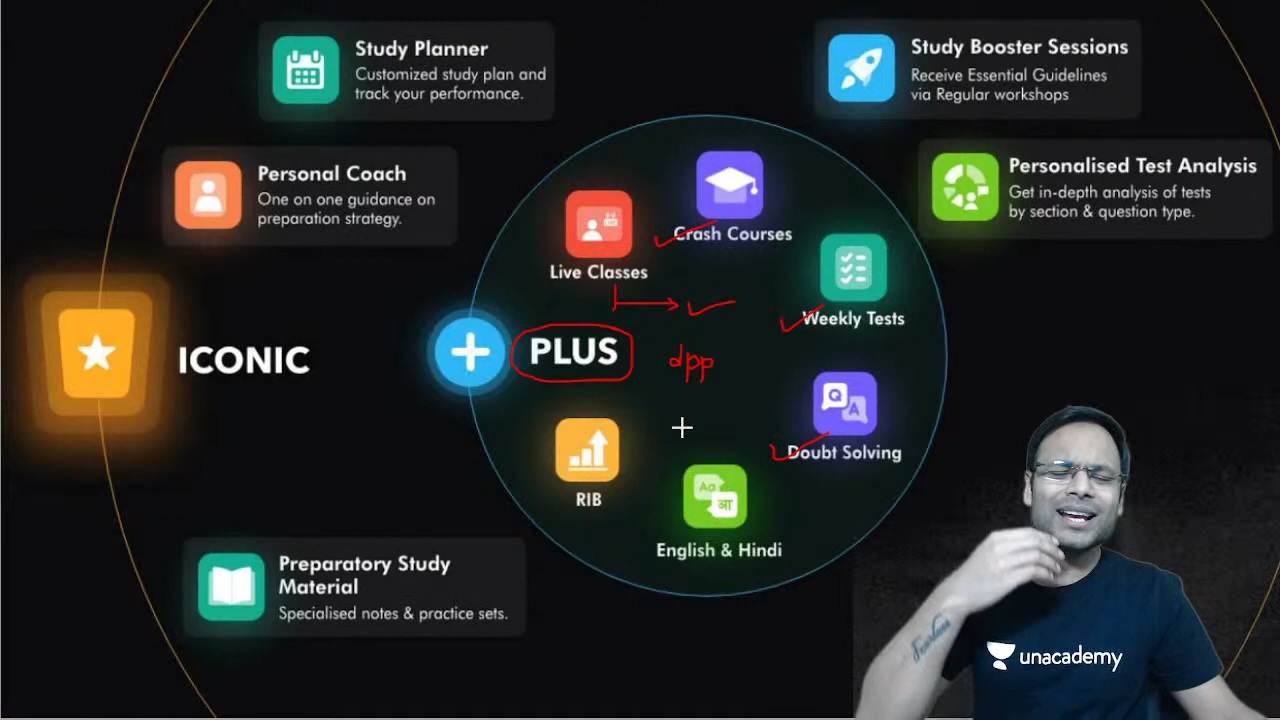 Study Planner
Customized study plan and
track your performance.
Study Booster Sessions
Receive Essential Guidelines
via Regular workshops
Personal Coach
One on one guidance on
preparation strategy.
Personalised Test Analysis
Get in-depth analysis of tests
by section & question type.
Crash Courses
Live Classes
Weekly Tests
ICONIC
PLUS
dpp
Q
A
Doubt Solving
RIB
Aa
आ
English & Hindi
Preparatory Study
Material
Specialised notes & practice sets.
Fearless
unacademy